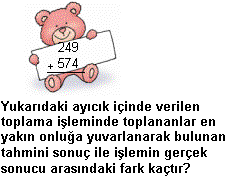 249
+ 574
Yukarıdaki ayıcık içinde verilen
toplama işleminde toplananlar en
yakın onluğa yuvarlanarak bulunan
tahmini sonuç ile işlemin gerçek
sonucu arasındaki fark kaçtır?